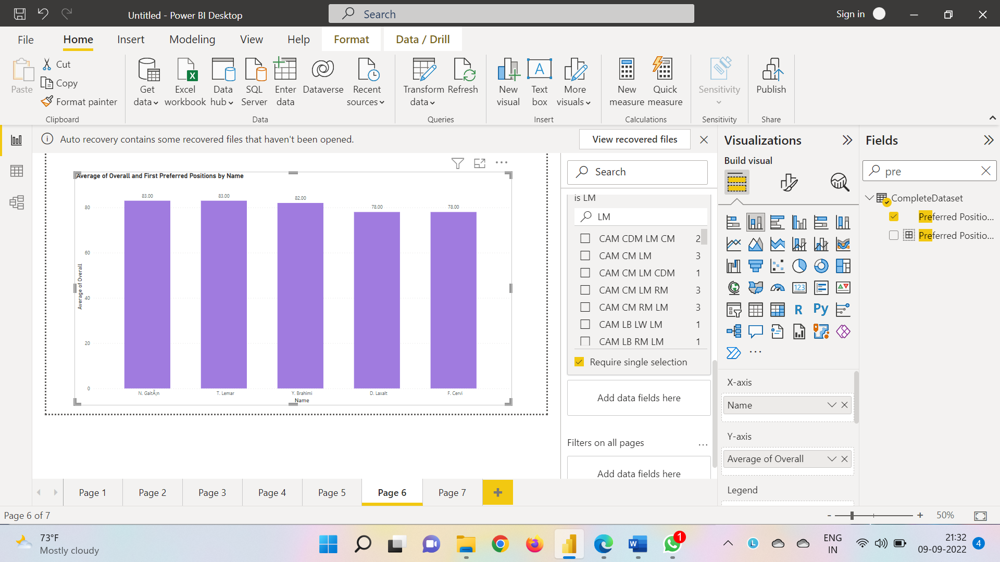 Untitled - Power BI Desktop
Search
Sign in
File
Home
Insert
Modeling
View
Help
Format
Data / Drill
Paste
Cut
Copy
Format painter
Clipboard
Get data
Excel workbook
Data hub
SQL Server
Enter data
Dataverse
Recent sources
Data
Transform data
Refresh
Queries
New visual
Text box
More visuals
Insert
New measure
Quick measure
Calculations
Sensitivity
Sensitivity
Publish
Share
Auto recovery contains some recovered files that haven't been opened.
View recovered files
Average of Overall and First Preferred Positions by Name
83.00
83.00
82.00
78.00
78.00
80
60
40
20
0
Average of Overall
N. GaitÃ¡n
T. Lemar
Y. Brahimi
D. Laxalt
F. Cervi
Name
Search
is LM
LM
CAM CDM LM CM 2
CAM CM LM 3
CAM CM LM CDM 1
CAM CM LM RM 3
CAM CM RM LM 3
CAM LB LW LM 1
CAM LB RM LM 1
Require single selection
Add data fields here
Filters on all pages
...
Add data fields here
Visualizations
Build visual
123
R
Py
X-axis
Name
Y-axis
Average of Overall
Legend
Fields
pre
CompleteDataset
Preferred Positio...
Preferred Positio...
Page 1
Page 2
Page 3
Page 4
Page 5
Page 6
Page 7
+
Page 6 of 7
- + 50%
73°F
Mostly cloudy
W
1
L
ENG
IN
21:32
09-09-2022
4